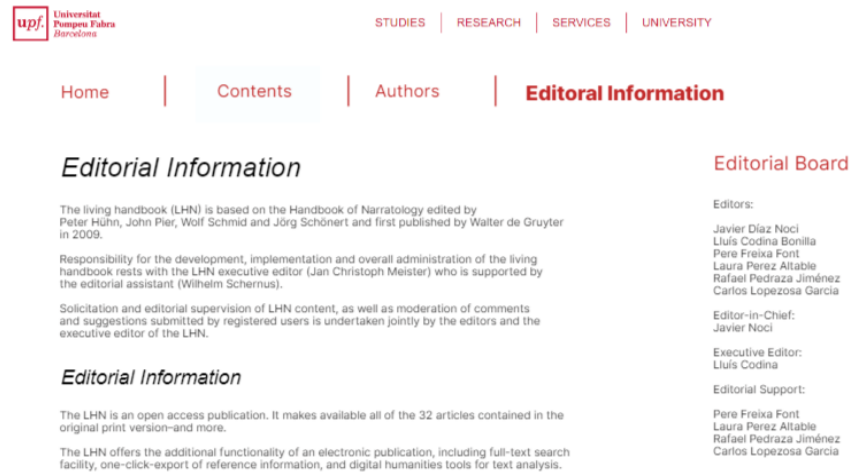 upf.
Universitat
Pompeu Fabra
Barcelona
STUDIES
RESEARCH
SERVICES
UNIVERSITY
Home
Contents
Authors
Editoral Information
Editorial Information
The living handbook (LHN) is based on the Handbook of Narratology edited by
Peter Hühn, John Pier, Wolf Schmid and Jörg Schönert and first published by Walter de Gruyter
in 2009.
Responsibility for the development, implementation and overall administration of the living
handbook rests with the LHN executive editor (Jan Christoph Meister) who is supported by
the editorial assistant (Wilhelm Schernus).
Solicitation and editorial supervision of LHN content, as well as moderation of comments
and suggestions submitted by registered users is undertaken jointly by the editors and the
executive editor of the LHN.
Editorial Information
The LHN is an open access publication. It makes available all of the 32 articles contained in the
original print version–and more.
The LHN offers the additional functionality of an electronic publication, including full-text search
facility, one-click-export of reference information, and digital humanities tools for text analysis.
Editorial Board
Editors:
Javier Díaz Noci
Lluís Codina Bonilla
Pere Freixa Font
Laura Perez Altable
Rafael Pedraza Jiménez
Carlos Lopezosa Garcia
Editor-in-Chief:
Javier Noci
Executive Editor:
Lluís Codina
Editorial Support:
Pere Freixa Font
Laura Perez Altable
Rafael Pedraza Jiménez
Carlos Lopezosa Garcia